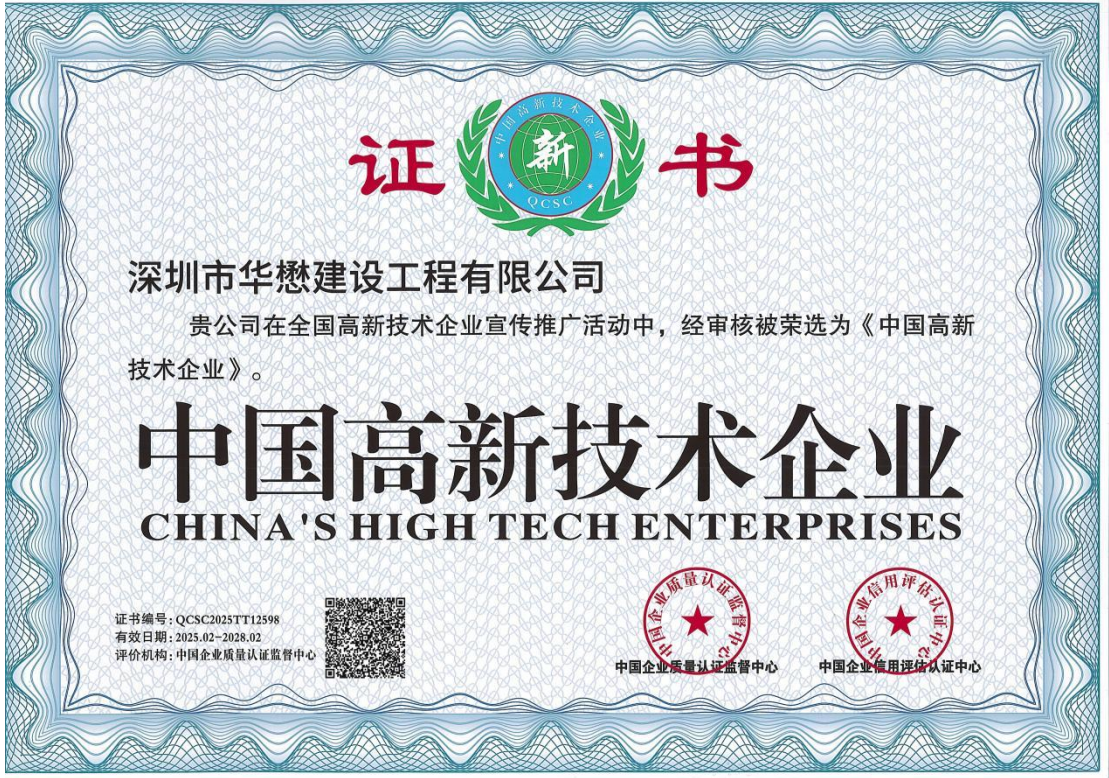 证书
中国高新技术企业
新
QCSC
深圳市华懋建设工程有限公司
贵公司在全国高新技术企业宣传推广活动中，经审核被荣选为《中国高新
技术企业》。
中国高新技术企业
CHINA'S HIGH TECH ENTERPRISES
证书编号：QCSC2025TT12598
有效日期：2025.02-2028.02
评价机构：中国企业质量认证监督中心
中国企业质量认证监督中心
中国企业质量认证监督中心
中国企业信用评估认证中心
中国企业信用评估认证中心